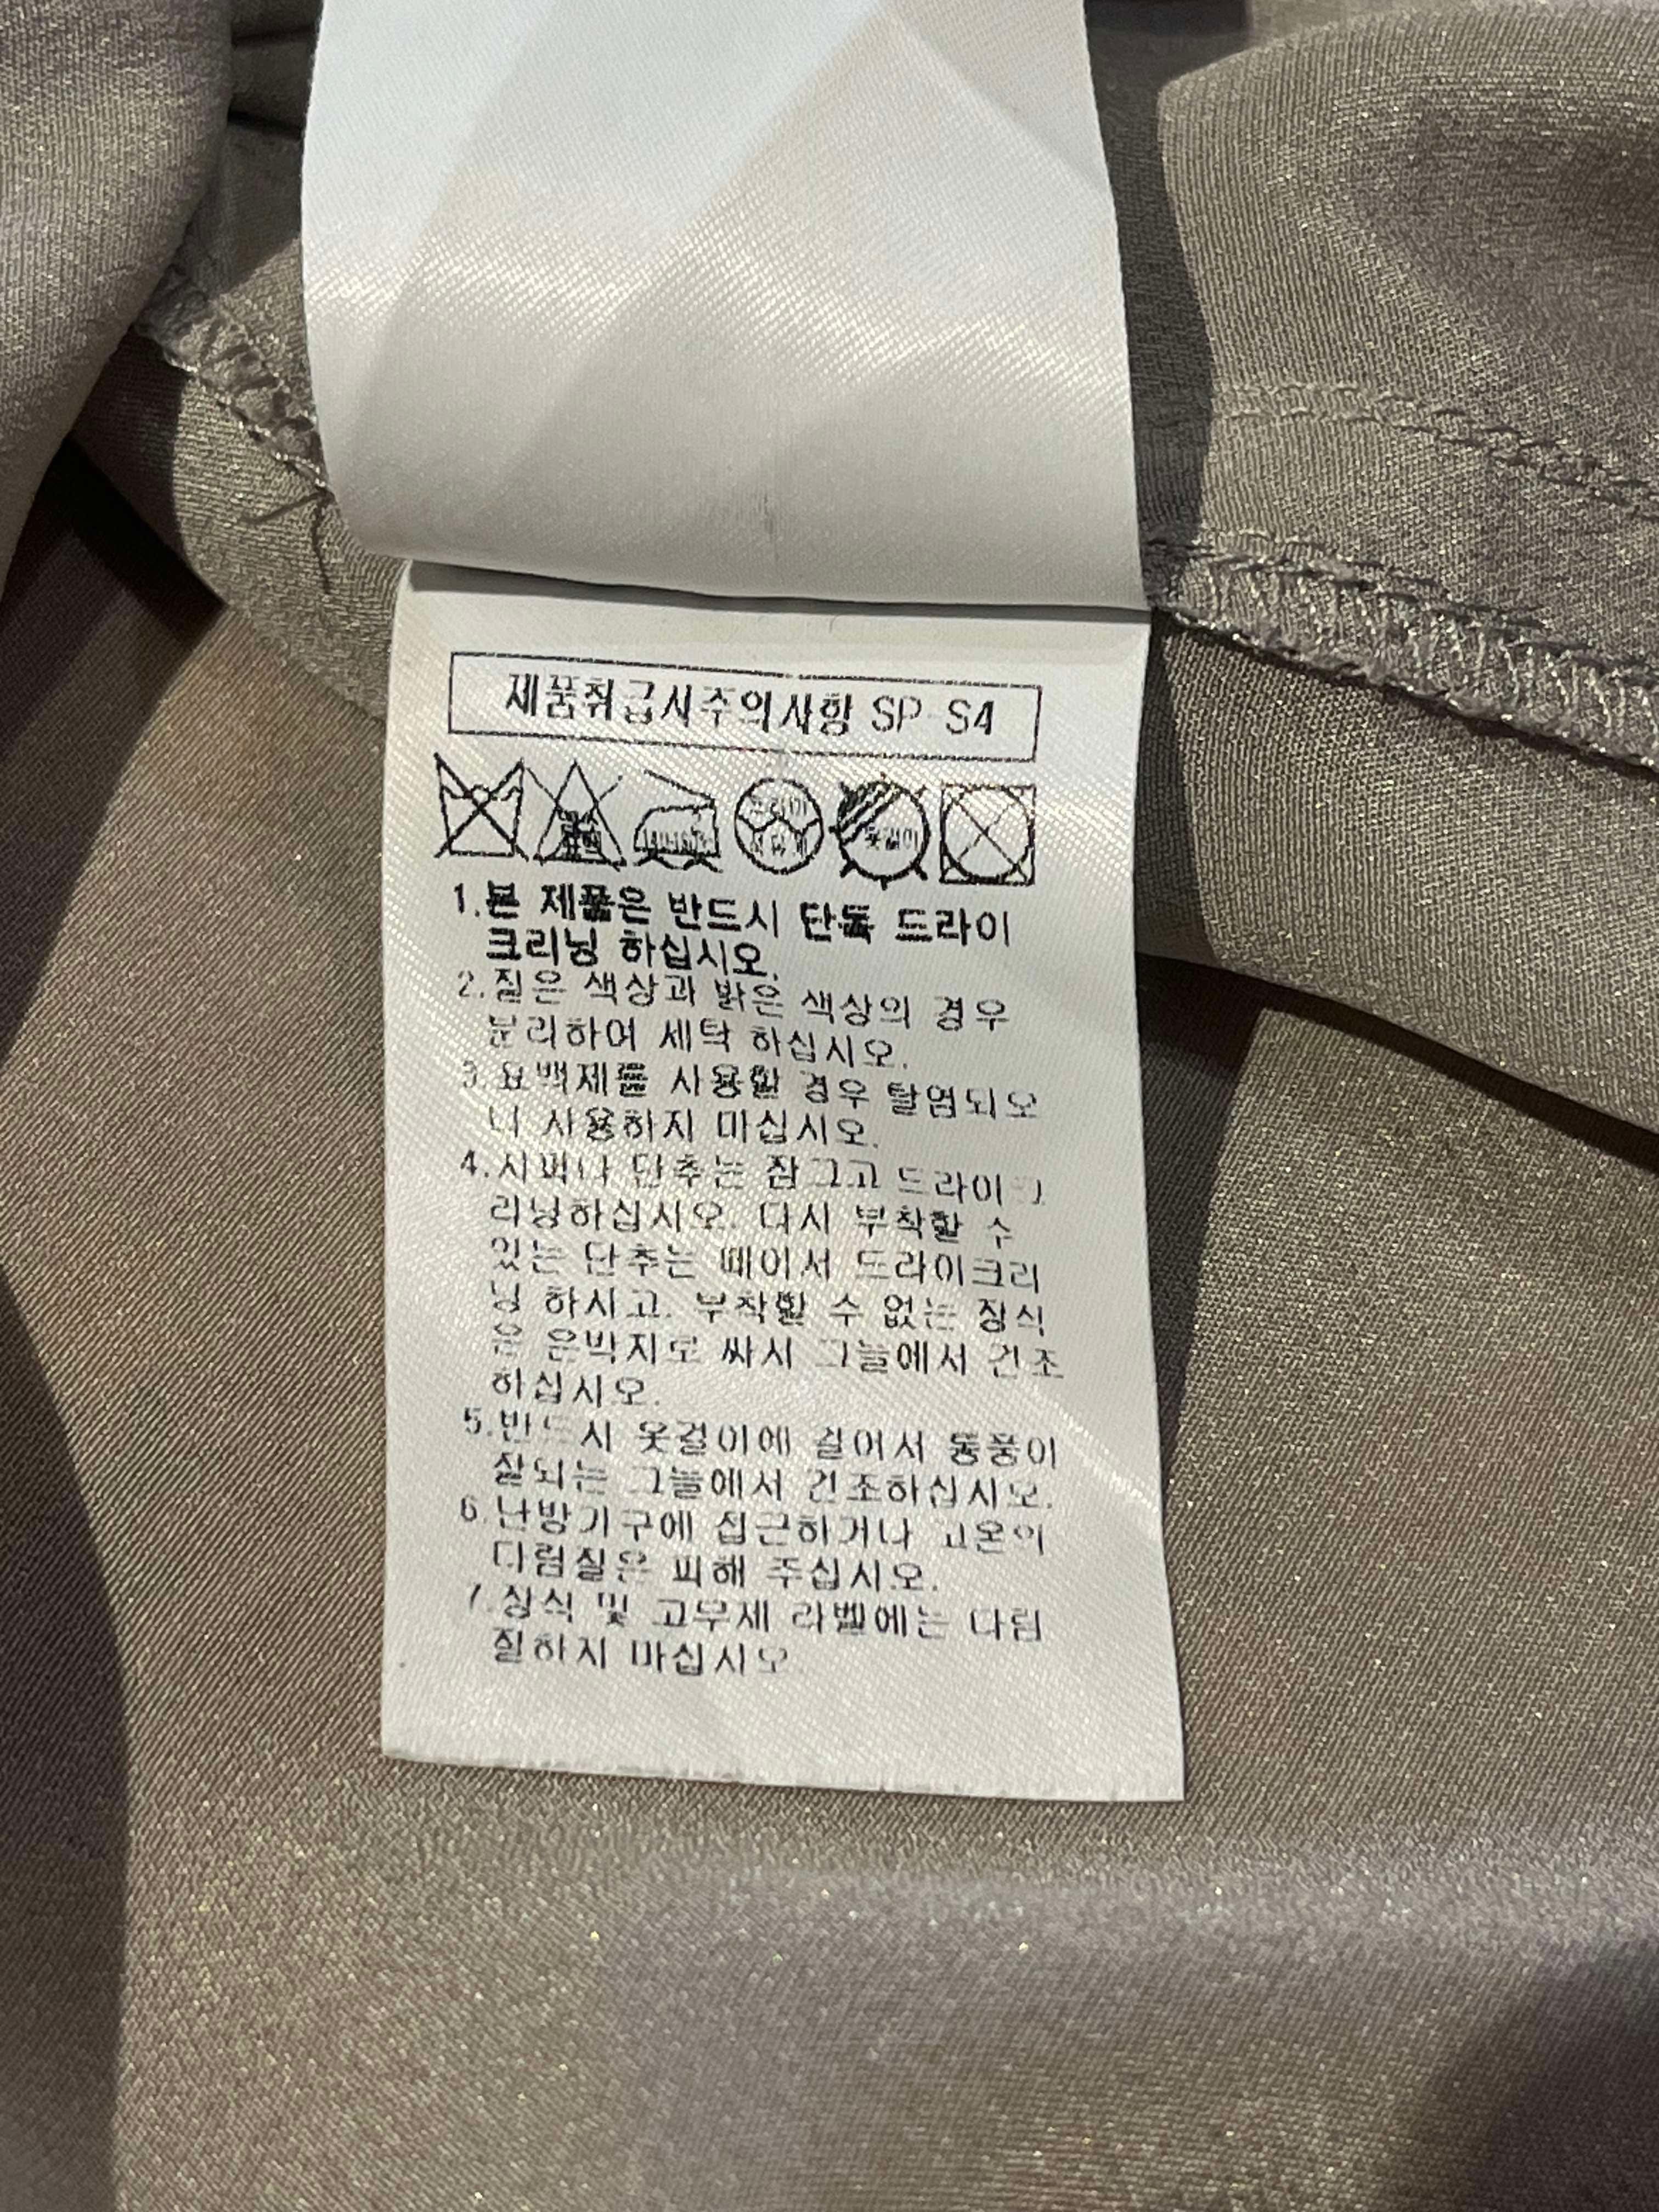 제품취급시주의사항 SP-S4
드라이
옷걸이
1.본 제품은 반드시 단독 드라이
크리닝 하십시오.
2.짙은 색상과 밝은 색상의 경우
분리하여 세탁 하십시오.
3.표백제를 사용할 경우 탈염되오
니 사용하지 마십시오.
4.지퍼나 단추는 잠그고 드라이크
리닝하십시오. 다시 부착할 수
있는 단추는 떼어서 드라이크리
닝 하시고. 부착할 수 없는 장식
은 은박지로 싸시 그늘에서 건조
하십시오.
5.반드시 옷걸이에 걸어서 통풍이
잘되는 그늘에서 건조하십시오.
6.난방기구에 접근하거나 고온의
다림질은 피해 주십시오.
7.장식 및 고무제 라벨에는 다림
질하지 마십시오.